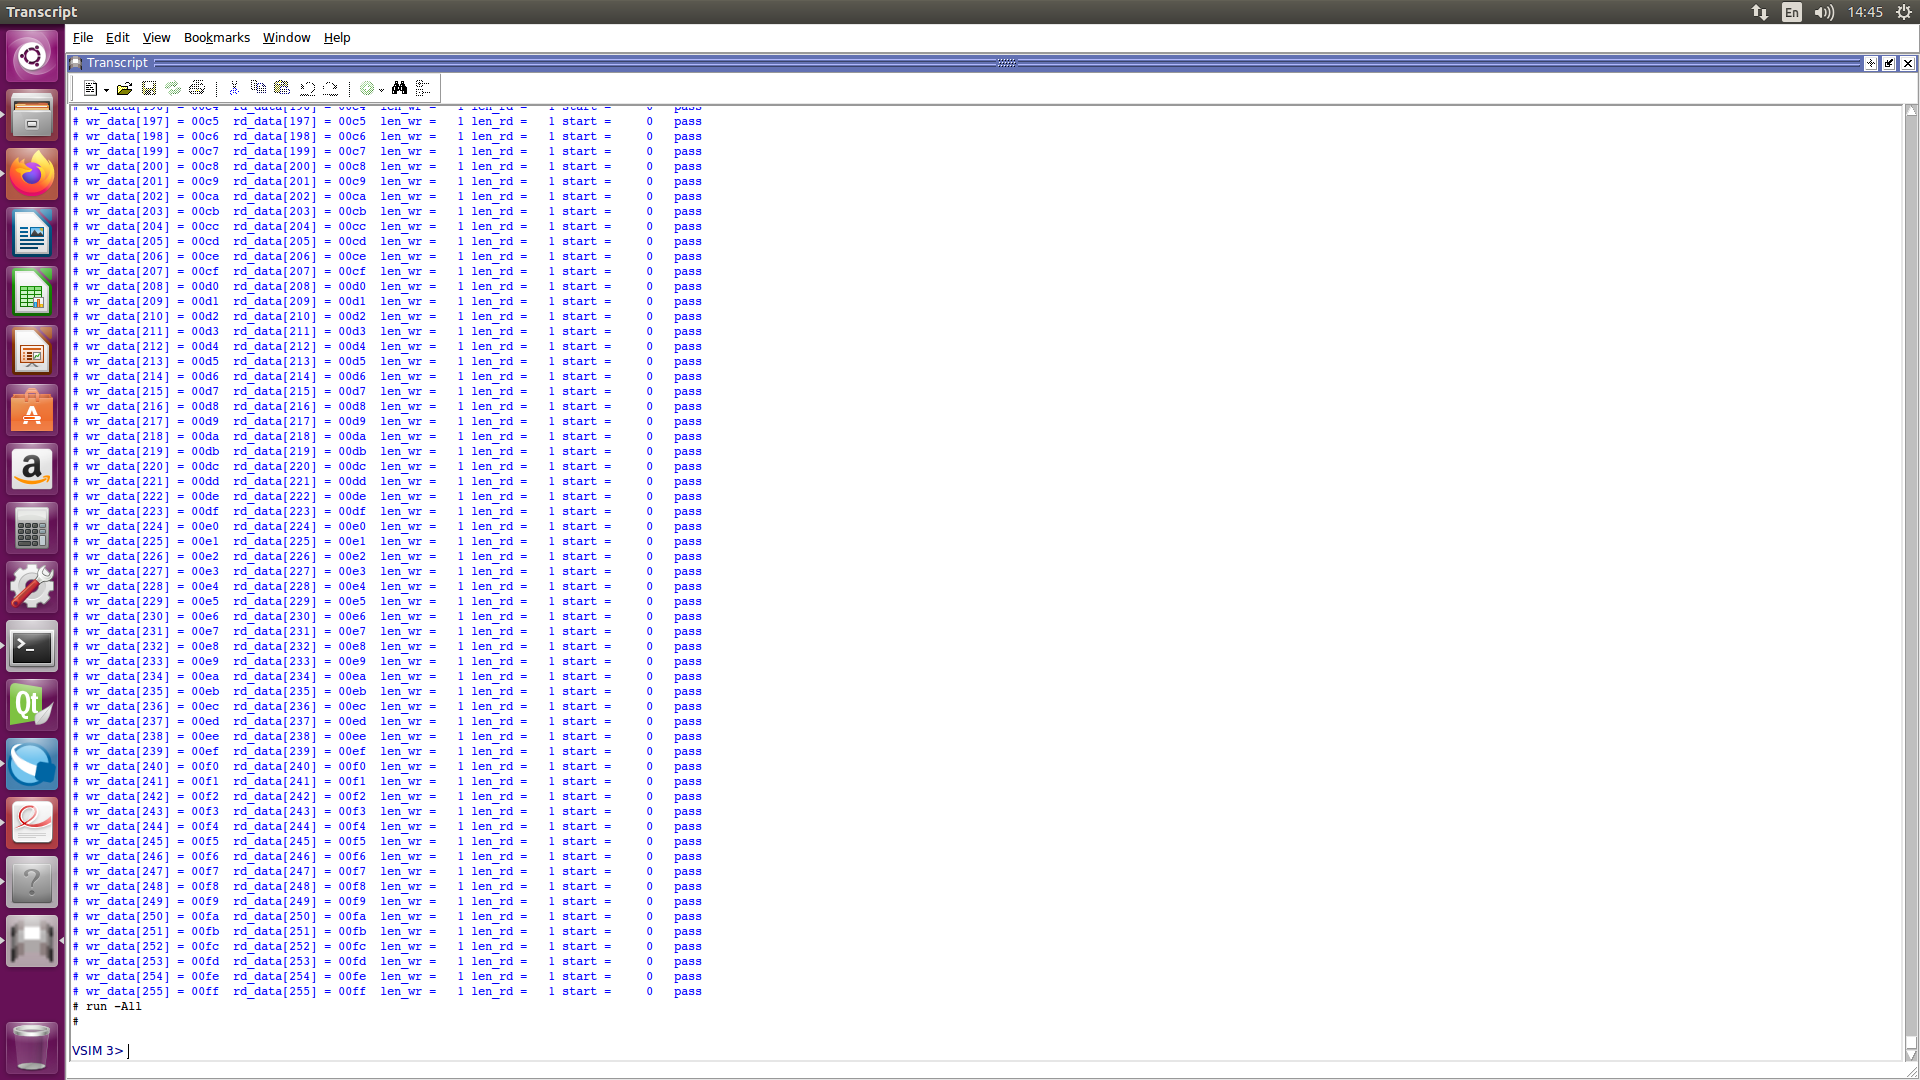 Transcript
En
14:45
File Edit View Bookmarks Window Help
Transcript
# wr_data[196] = 00c4  rd_data[196] = 00c4  len_wr =   1 len_rd =   1 start =     0   pass
# wr_data[197] = 00c5  rd_data[197] = 00c5  len_wr =   1 len_rd =   1 start =     0   pass
# wr_data[198] = 00c6  rd_data[198] = 00c6  len_wr =   1 len_rd =   1 start =     0   pass
# wr_data[199] = 00c7  rd_data[199] = 00c7  len_wr =   1 len_rd =   1 start =     0   pass
# wr_data[200] = 00c8  rd_data[200] = 00c8  len_wr =   1 len_rd =   1 start =     0   pass
# wr_data[201] = 00c9  rd_data[201] = 00c9  len_wr =   1 len_rd =   1 start =     0   pass
# wr_data[202] = 00ca  rd_data[202] = 00ca  len_wr =   1 len_rd =   1 start =     0   pass
# wr_data[203] = 00cb  rd_data[203] = 00cb  len_wr =   1 len_rd =   1 start =     0   pass
# wr_data[204] = 00cc  rd_data[204] = 00cc  len_wr =   1 len_rd =   1 start =     0   pass
# wr_data[205] = 00cd  rd_data[205] = 00cd  len_wr =   1 len_rd =   1 start =     0   pass
# wr_data[206] = 00ce  rd_data[206] = 00ce  len_wr =   1 len_rd =   1 start =     0   pass
# wr_data[207] = 00cf  rd_data[207] = 00cf  len_wr =   1 len_rd =   1 start =     0   pass
# wr_data[208] = 00d0  rd_data[208] = 00d0  len_wr =   1 len_rd =   1 start =     0   pass
# wr_data[209] = 00d1  rd_data[209] = 00d1  len_wr =   1 len_rd =   1 start =     0   pass
# wr_data[210] = 00d2  rd_data[210] = 00d2  len_wr =   1 len_rd =   1 start =     0   pass
# wr_data[211] = 00d3  rd_data[211] = 00d3  len_wr =   1 len_rd =   1 start =     0   pass
# wr_data[212] = 00d4  rd_data[212] = 00d4  len_wr =   1 len_rd =   1 start =     0   pass
# wr_data[213] = 00d5  rd_data[213] = 00d5  len_wr =   1 len_rd =   1 start =     0   pass
# wr_data[214] = 00d6  rd_data[214] = 00d6  len_wr =   1 len_rd =   1 start =     0   pass
# wr_data[215] = 00d7  rd_data[215] = 00d7  len_wr =   1 len_rd =   1 start =     0   pass
# wr_data[216] = 00d8  rd_data[216] = 00d8  len_wr =   1 len_rd =   1 start =     0   pass
# wr_data[217] = 00d9  rd_data[217] = 00d9  len_wr =   1 len_rd =   1 start =     0   pass
# wr_data[218] = 00da  rd_data[218] = 00da  len_wr =   1 len_rd =   1 start =     0   pass
# wr_data[219] = 00db  rd_data[219] = 00db  len_wr =   1 len_rd =   1 start =     0   pass
# wr_data[220] = 00dc  rd_data[220] = 00dc  len_wr =   1 len_rd =   1 start =     0   pass
# wr_data[221] = 00dd  rd_data[221] = 00dd  len_wr =   1 len_rd =   1 start =     0   pass
# wr_data[222] = 00de  rd_data[222] = 00de  len_wr =   1 len_rd =   1 start =     0   pass
# wr_data[223] = 00df  rd_data[223] = 00df  len_wr =   1 len_rd =   1 start =     0   pass
# wr_data[224] = 00e0  rd_data[224] = 00e0  len_wr =   1 len_rd =   1 start =     0   pass
# wr_data[225] = 00e1  rd_data[225] = 00e1  len_wr =   1 len_rd =   1 start =     0   pass
# wr_data[226] = 00e2  rd_data[226] = 00e2  len_wr =   1 len_rd =   1 start =     0   pass
# wr_data[227] = 00e3  rd_data[227] = 00e3  len_wr =   1 len_rd =   1 start =     0   pass
# wr_data[228] = 00e4  rd_data[228] = 00e4  len_wr =   1 len_rd =   1 start =     0   pass
# wr_data[229] = 00e5  rd_data[229] = 00e5  len_wr =   1 len_rd =   1 start =     0   pass
# wr_data[230] = 00e6  rd_data[230] = 00e6  len_wr =   1 len_rd =   1 start =     0   pass
# wr_data[231] = 00e7  rd_data[231] = 00e7  len_wr =   1 len_rd =   1 start =     0   pass
# wr_data[232] = 00e8  rd_data[232] = 00e8  len_wr =   1 len_rd =   1 start =     0   pass
# wr_data[233] = 00e9  rd_data[233] = 00e9  len_wr =   1 len_rd =   1 start =     0   pass
# wr_data[234] = 00ea  rd_data[234] = 00ea  len_wr =   1 len_rd =   1 start =     0   pass
# wr_data[235] = 00eb  rd_data[235] = 00eb  len_wr =   1 len_rd =   1 start =     0   pass
# wr_data[236] = 00ec  rd_data[236] = 00ec  len_wr =   1 len_rd =   1 start =     0   pass
# wr_data[237] = 00ed  rd_data[237] = 00ed  len_wr =   1 len_rd =   1 start =     0   pass
# wr_data[238] = 00ee  rd_data[238] = 00ee  len_wr =   1 len_rd =   1 start =     0   pass
# wr_data[239] = 00ef  rd_data[239] = 00ef  len_wr =   1 len_rd =   1 start =     0   pass
# wr_data[240] = 00f0  rd_data[240] = 00f0  len_wr =   1 len_rd =   1 start =     0   pass
# wr_data[241] = 00f1  rd_data[241] = 00f1  len_wr =   1 len_rd =   1 start =     0   pass
# wr_data[242] = 00f2  rd_data[242] = 00f2  len_wr =   1 len_rd =   1 start =     0   pass
# wr_data[243] = 00f3  rd_data[243] = 00f3  len_wr =   1 len_rd =   1 start =     0   pass
# wr_data[244] = 00f4  rd_data[244] = 00f4  len_wr =   1 len_rd =   1 start =     0   pass
# wr_data[245] = 00f5  rd_data[245] = 00f5  len_wr =   1 len_rd =   1 start =     0   pass
# wr_data[246] = 00f6  rd_data[246] = 00f6  len_wr =   1 len_rd =   1 start =     0   pass
# wr_data[247] = 00f7  rd_data[247] = 00f7  len_wr =   1 len_rd =   1 start =     0   pass
# wr_data[248] = 00f8  rd_data[248] = 00f8  len_wr =   1 len_rd =   1 start =     0   pass
# wr_data[249] = 00f9  rd_data[249] = 00f9  len_wr =   1 len_rd =   1 start =     0   pass
# wr_data[250] = 00fa  rd_data[250] = 00fa  len_wr =   1 len_rd =   1 start =     0   pass
# wr_data[251] = 00fb  rd_data[251] = 00fb  len_wr =   1 len_rd =   1 start =     0   pass
# wr_data[252] = 00fc  rd_data[252] = 00fc  len_wr =   1 len_rd =   1 start =     0   pass
# wr_data[253] = 00fd  rd_data[253] = 00fd  len_wr =   1 len_rd =   1 start =     0   pass
# wr_data[254] = 00fe  rd_data[254] = 00fe  len_wr =   1 len_rd =   1 start =     0   pass
# wr_data[255] = 00ff  rd_data[255] = 00ff  len_wr =   1 len_rd =   1 start =     0   pass
# run -All
#
VSIM 3>